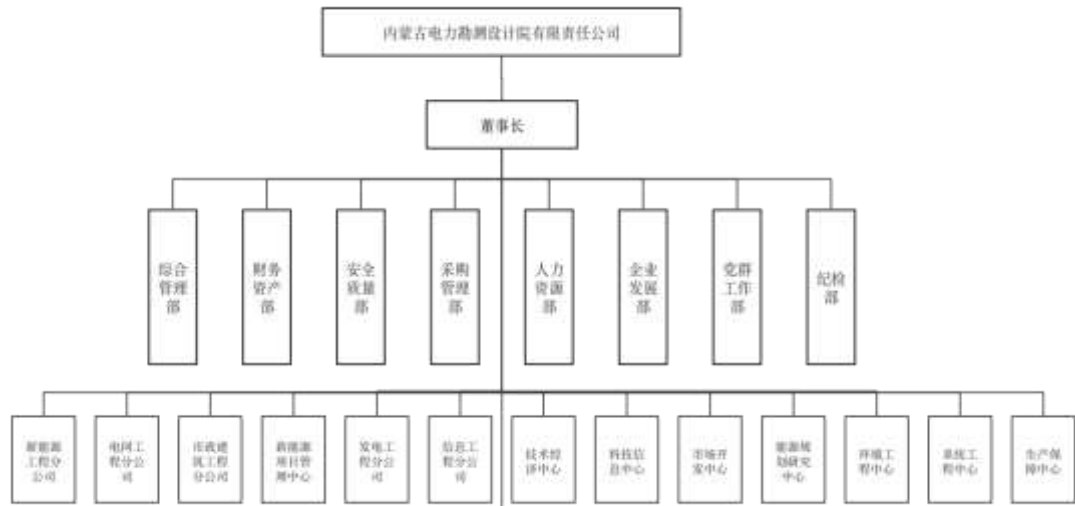 内蒙古电力勘测设计院有限责任公司
董事长
综合
管理
部
财务
资产
部
安全
质量
部
采购
管理
部
人力
资源
部
企业
发展
部
党群
工作
部
纪检
部
新能源
工程分
公司
电网工
程分公
司
市政建
筑工程
分公司
新能源
项目管
理中心
发电工
程分公
司
信息工
程分公
司
技术经
济中心
科技信
息中心
市场开
发中心
能源规
划研究
中心
环境工
程中心
系统工
程中心
生产保
障中心